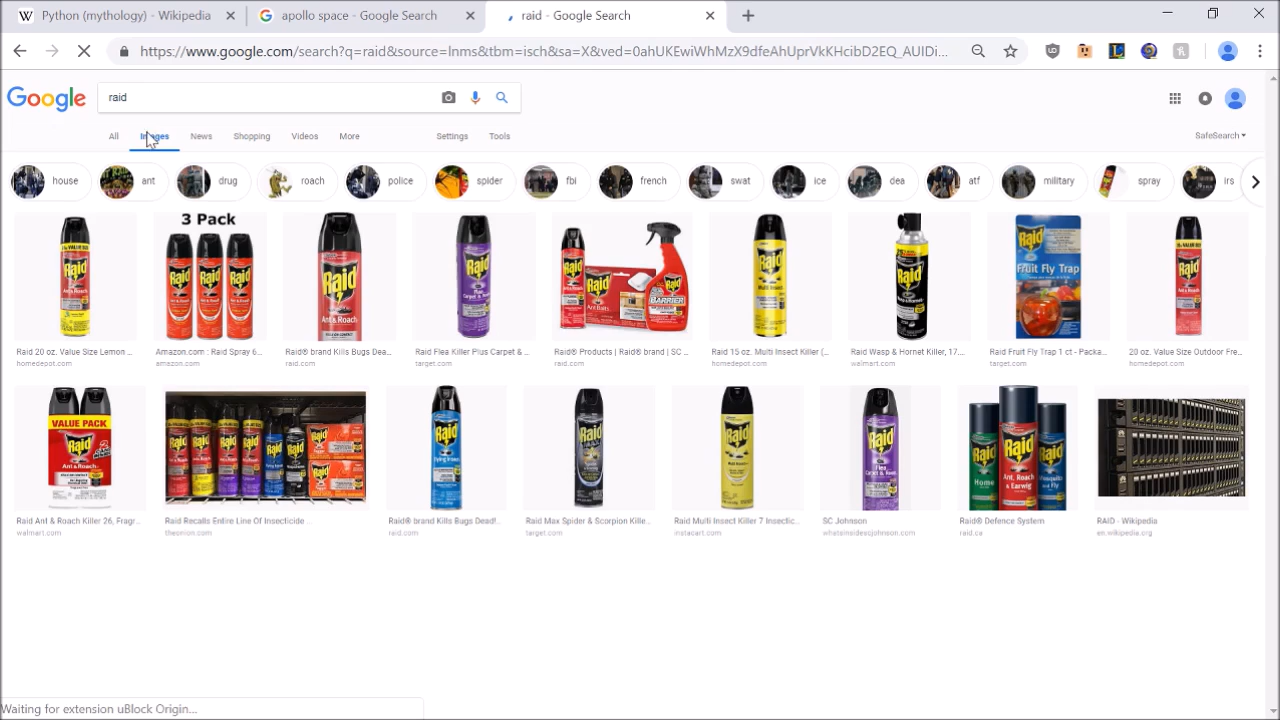 Python (mythology) - Wikipedia
apollo space - Google Search
raid - Google Search
https://www.google.com/search?q=raid&source=lnms&tbm=isch&sa=X&ved=0ahUKEwiWhMzX9dfeAhUprVkKHcibD2EQ_AUIDi...
Google
raid
All
Images
News
Shopping
Videos
More
Settings
Tools
SafeSearch
house
ant
drug
roach
police
spider
fbi
french
swat
ice
dea
atf
military
spray
irs
3 Pack
Raid
Fruit Fly Trap
Raid 20 oz. Value Size Lemon ...
Amazon.com : Raid Spray 6...
Raid® brand Kills Bugs Dea...
Raid Flea Killer Plus Carpet & ...
Raid® Products | Raid® brand | SC ...
Raid 15 oz. Multi Insect Killer (...
Raid Wasp & Hornet Killer, 17....
Raid Fruit Fly Trap 1 ct - Packa...
20 oz. Value Size Outdoor Fre...
homedepot.com
amazon.com
raid.com
target.com
raid.com
homedepot.com
walmart.com
target.com
homedepot.com
VALUE PACK
Raid
Raid Ant & Roach Killer 26, Fragr...
Raid Recalls Entire Line Of Insecticide...
Raid® brand Kills Bugs Dead!...
Raid Max Spider & Scorpion Kille...
Raid Multi Insect Killer 7 Insectic...
SC Johnson
Raid® Defence System
RAID - Wikipedia
walmart.com
theonion.com
raid.com
target.com
instacart.com
whatsinsidescjohnson.com
raid.ca
en.wikipedia.org
Waiting for extension uBlock Origin...